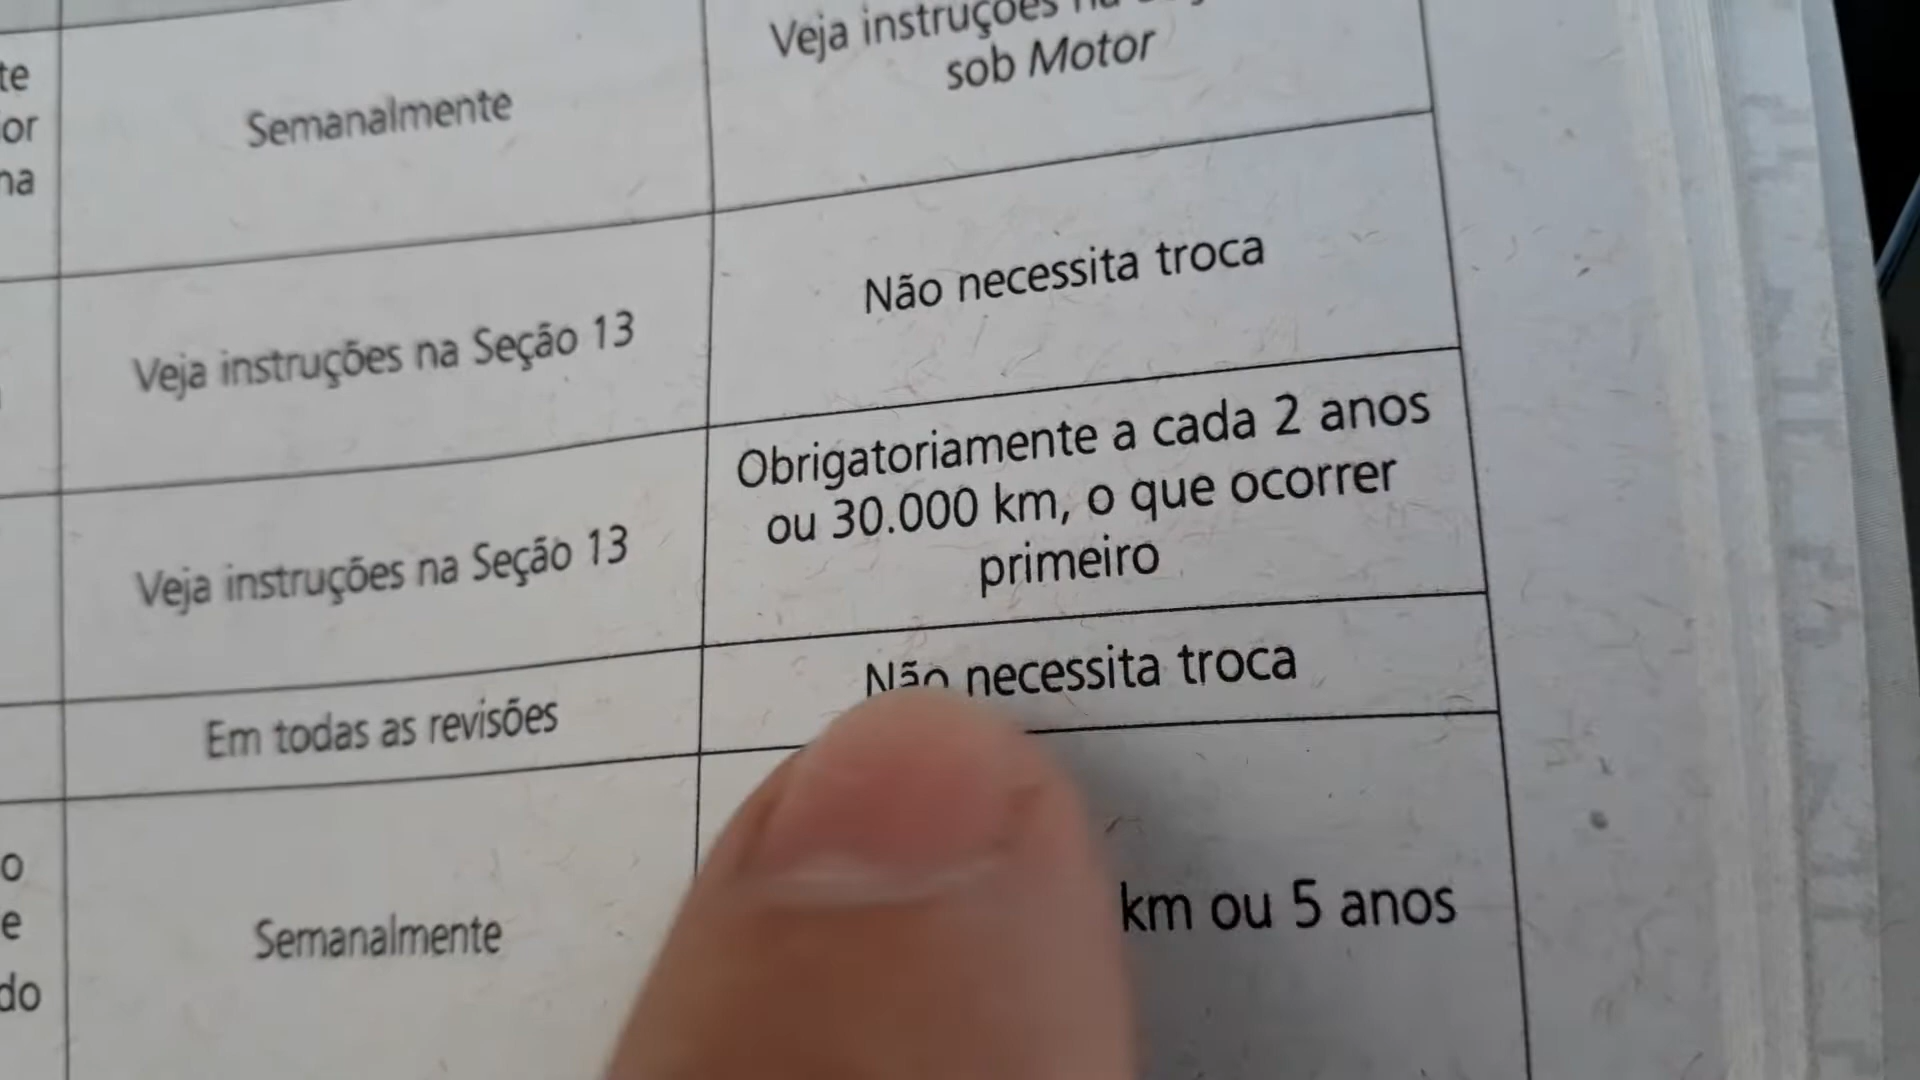 te
or
na
Semanalmente
Veja instruções
sob Motor
Veja instruções na Seção 13
Não necessita troca
Veja instruções na Seção 13
Obrigatoriamente a cada 2 anos
ou 30.000 km, o que ocorrer
primeiro
Em todas as revisões
Não necessita troca
o
e
do
Semanalmente
km ou 5 anos